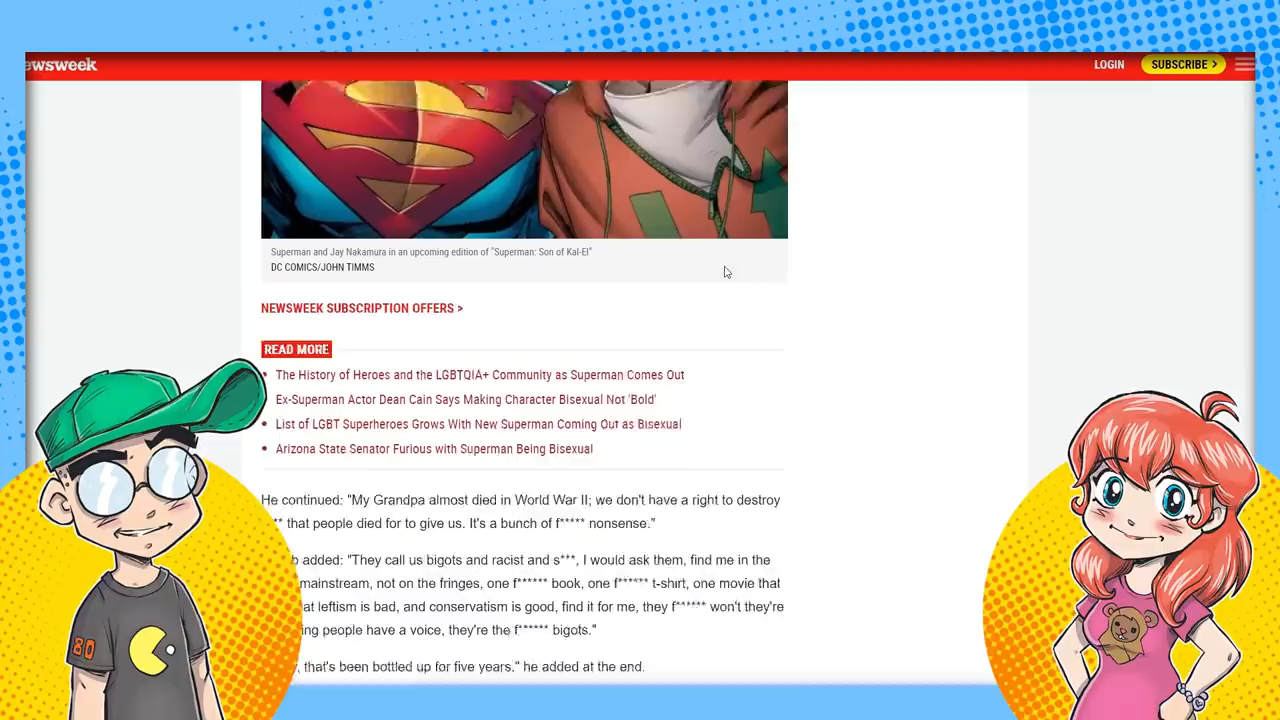 ewsweek
LOGIN
SUBSCRIBE >
Superman and Jay Nakamura in an upcoming edition of "Superman: Son of Kal-El"
DC COMICS/JOHN TIMMS
NEWSWEEK SUBSCRIPTION OFFERS >
READ MORE
The History of Heroes and the LGBTQIA+ Community as Superman Comes Out
Ex-Superman Actor Dean Cain Says Making Character Bisexual Not 'Bold'
List of LGBT Superheroes Grows With New Superman Coming Out as Bisexual
Arizona State Senator Furious with Superman Being Bisexual
He continued: "My Grandpa almost died in World War II; we don't have a right to destroy
that people died for to give us. It's a bunch of f***** nonsense."
added: "They call us bigots and racist and s***, I would ask them, find me in the
mainstream, not on the fringes, one f****** book, one f****** t-shirt, one movie that
at leftism is bad, and conservatism is good, find it for me, they f****** won't they're
ing people have a voice, they're the f****** bigots."
that's been bottled up for five years." he added at the end.
80